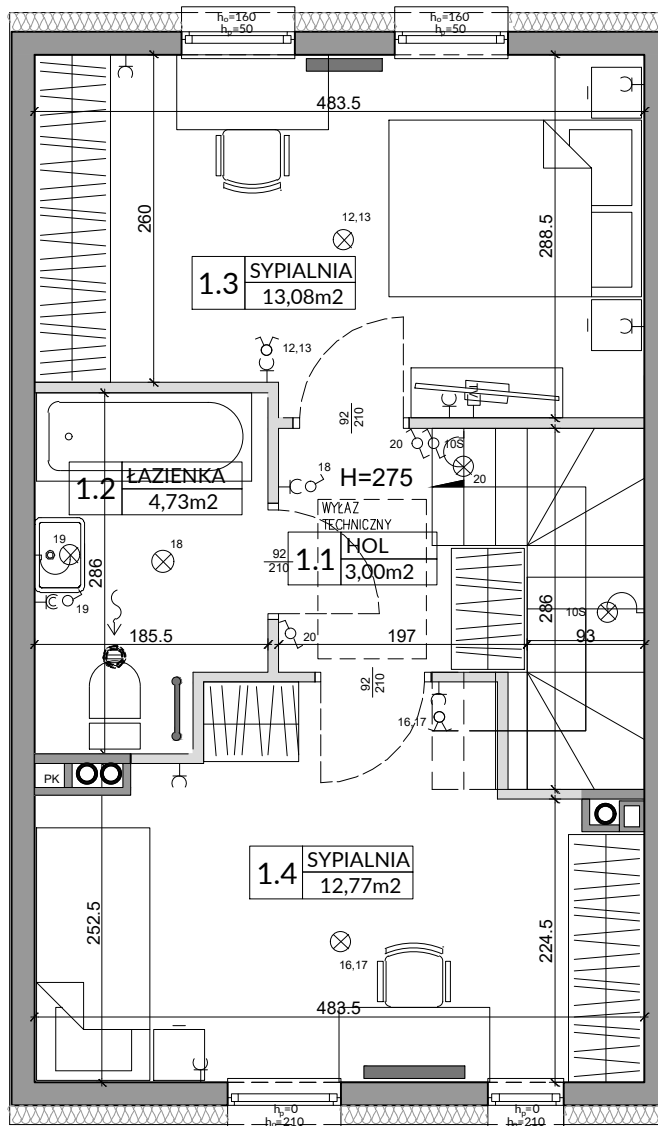 h₀=160
hₚ=50
h₀=160
hₚ=50
483.5
260
288.5
12,13
1.3
SYPIALNIA
13,08m2
12,13
92
210
20
10S
18
H=275
20
1.2
ŁAZIENKA
4,73m2
WYŁAZ
TECHNICZNY
19
18
92
210
1.1
HOL
3,00m2
286
286
19
10S
20
185.5
197
93
92
210
16,17
PK
1.4
SYPIALNIA
12,77m2
252.5
224.5
16,17
483.5
hₚ=0
h₀=210
hₚ=0
h₀=210